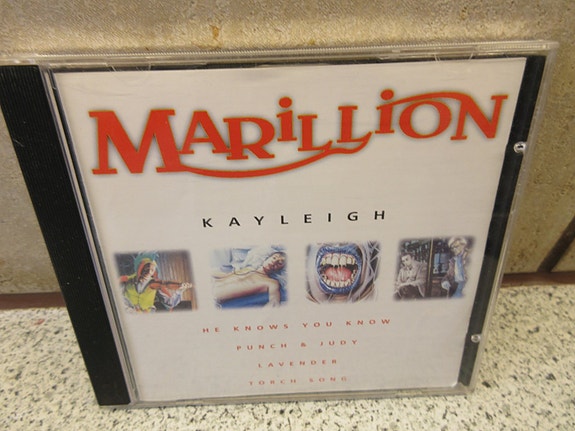 MARILLION
KAYLEIGH
HE KNOWS YOU KNOW
PUNCH & JUDY
LAVENDER
TORCH SONG